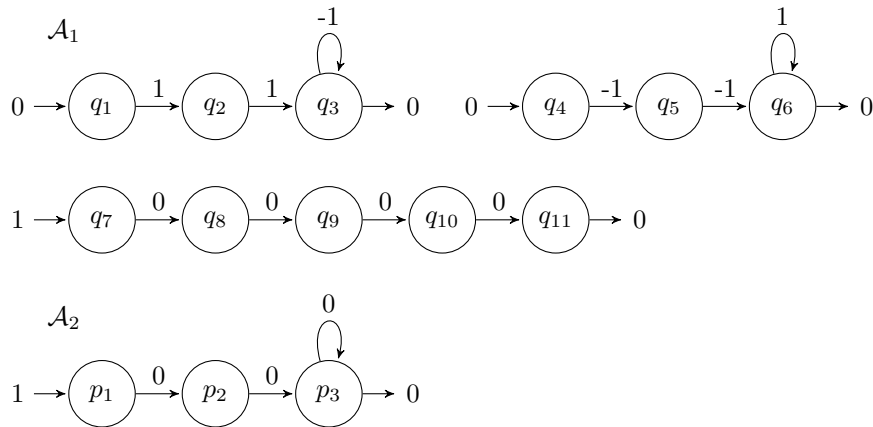 𝒜₁
-1 1
0 q₁ 1 q₂ 1 q₃ 0 0 q₄ -1 q₅ -1 q₆ 0
1 q₇ 0 q₈ 0 q₉ 0 q₁₀ 0 q₁₁ 0
𝒜₂
0
1 p₁ 0 p₂ 0 p₃ 0